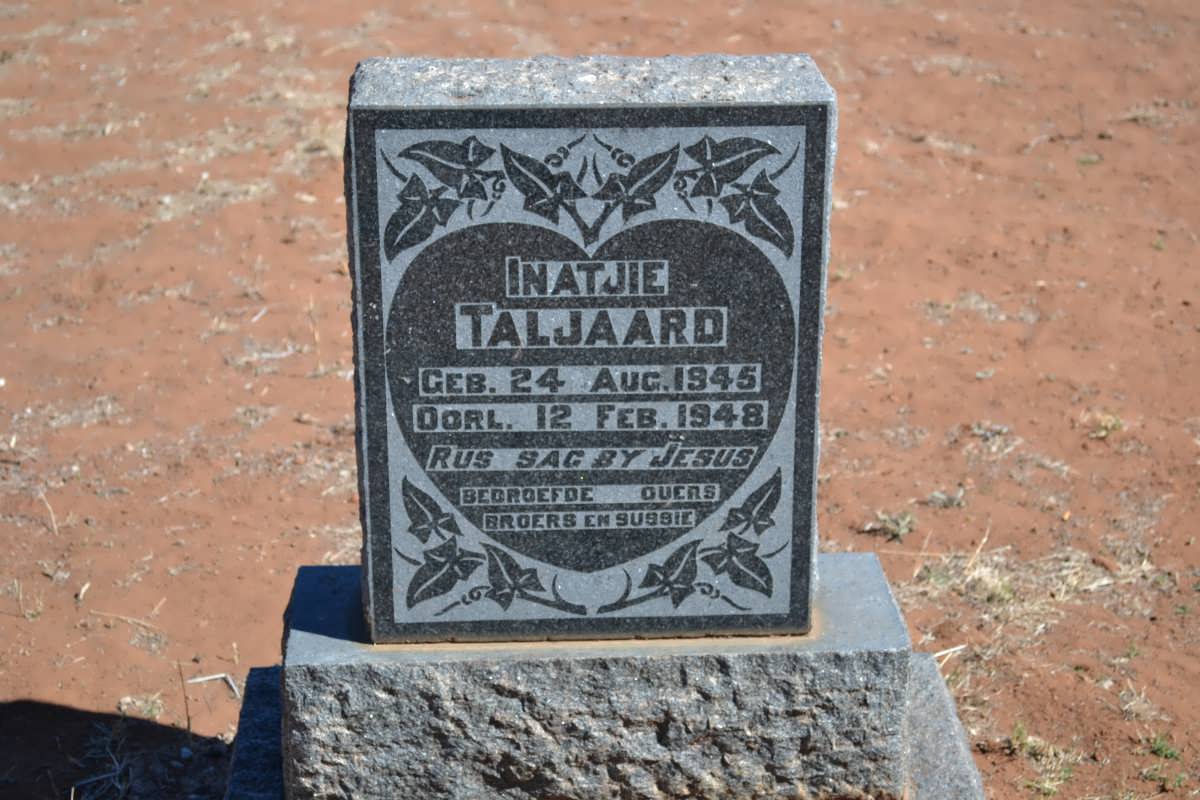 INATJIE
TALJAARD
GEB. 24 AUG. 1945
OORL. 12 FEB. 1948
RUS SAG BY JESUS
BEDROEFDE OUERS
BROERS EN SUSSIE